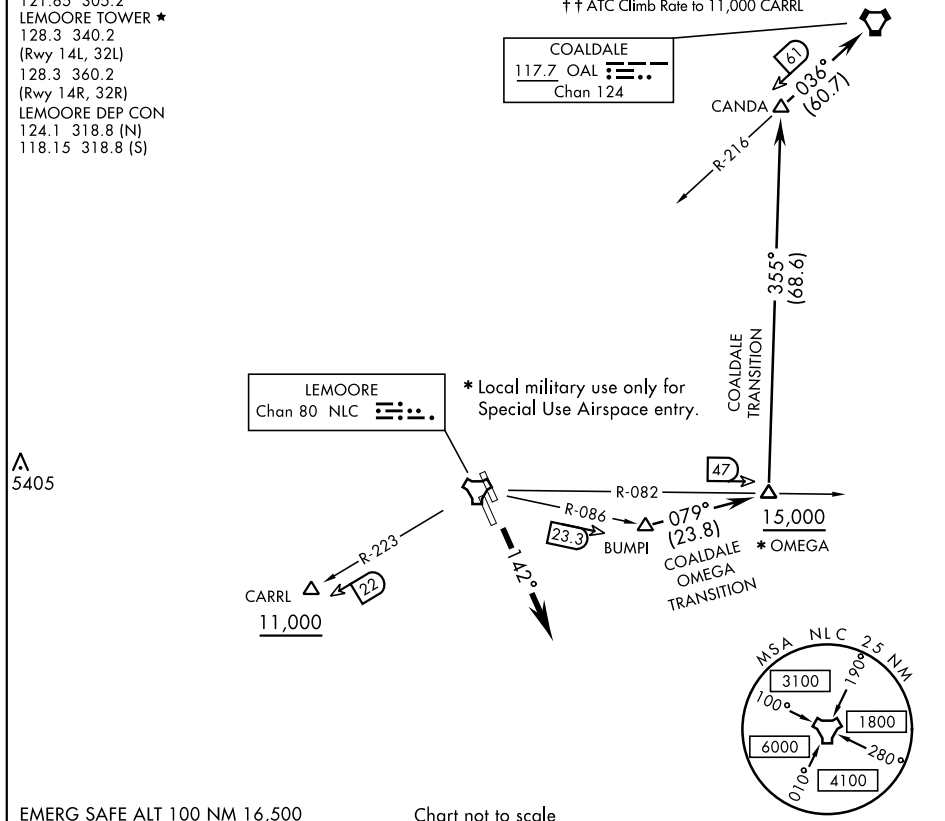 121.65 305.2
LEMOORE TOWER ★
128.3 340.2
(Rwy 14L, 32L)
128.3 360.2
(Rwy 14R, 32R)
LEMOORE DEP CON
124.1 318.8 (N)
118.15 318.8 (S)
†† ATC Climb Rate to 11,000 CARRL
COALDALE
117.7 OAL
Chan 124
61
036°
(60.7)
CANDA
R-216
355°
(68.6)
COALDALE
TRANSITION
LEMOORE
Chan 80 NLC
* Local military use only for
Special Use Airspace entry.
5405
47
R-082
R-086
23.3
BUMPI
079°
(23.8)
COALDALE
OMEGA
TRANSITION
15,000
* OMEGA
142°
R-223
22
CARRL
11,000
MSA NLC 25 NM
3100
190°
100°
1800
6000
280°
010°
4100
EMERG SAFE ALT 100 NM 16,500
Chart not to scale